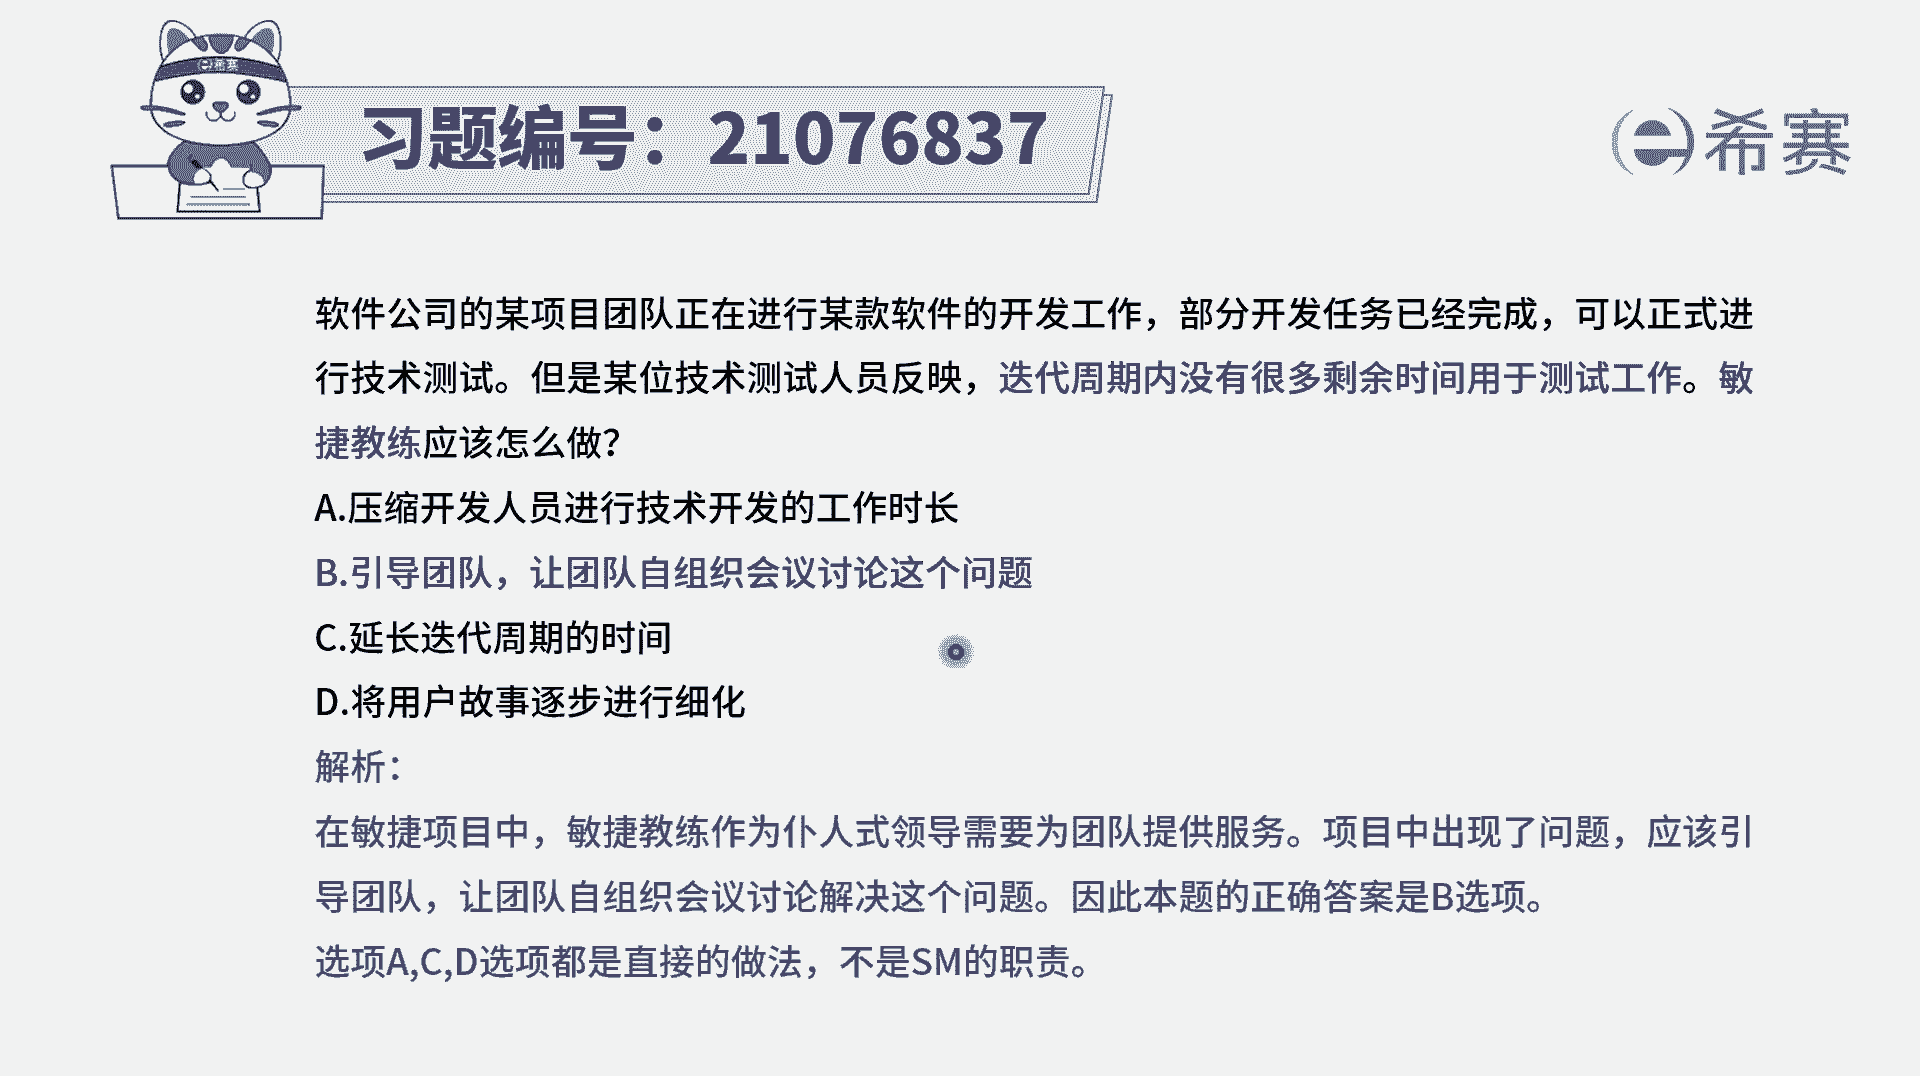 希赛
习题编号：21076837
希赛
软件公司的某项目团队正在进行某款软件的开发工作，部分开发任务已经完成，可以正式进
行技术测试。但是某位技术测试人员反映，迭代周期内没有很多剩余时间用于测试工作。敏
捷教练应该怎么做？
A.压缩开发人员进行技术开发的工作时长
B.引导团队，让团队自组织会议讨论这个问题
C.延长迭代周期的时间
D.将用户故事逐步进行细化
解析：
在敏捷项目中，敏捷教练作为仆人式领导需要为团队提供服务。项目中出现了问题，应该引
导团队，让团队自组织会议讨论解决这个问题。因此本题的正确答案是B选项。
选项A,C,D选项都是直接的做法，不是SM的职责。